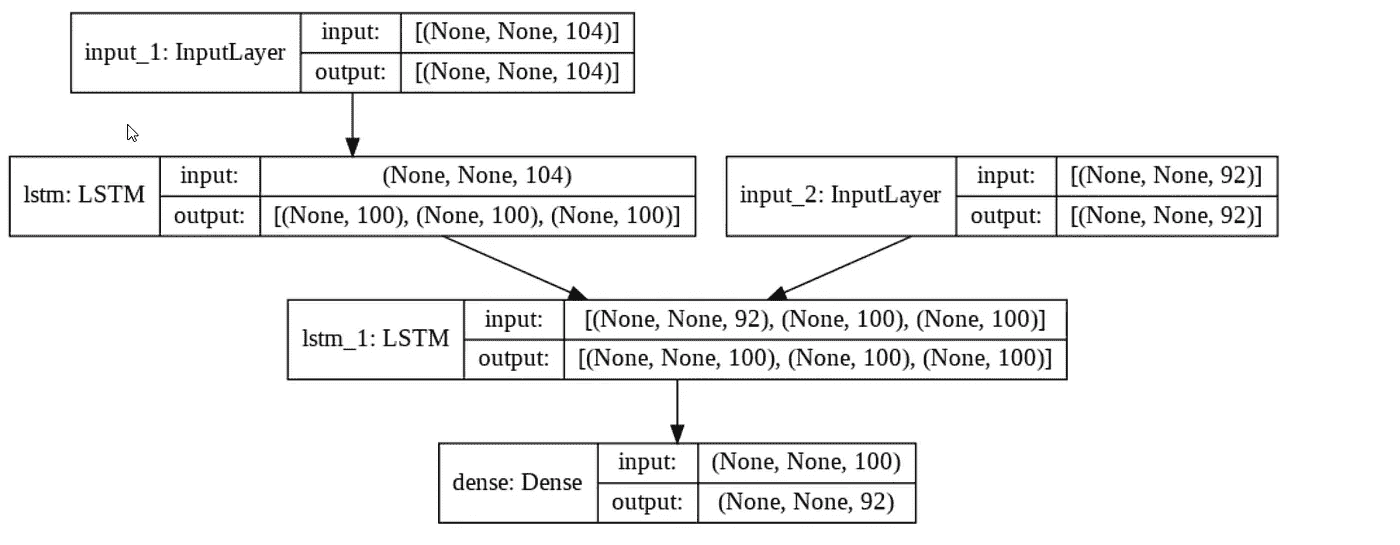 input_1: InputLayer
input: [(None, None, 104)]
output: [(None, None, 104)]
lstm: LSTM
input: (None, None, 104)
output: [(None, 100), (None, 100), (None, 100)]
input_2: InputLayer
input: [(None, None, 92)]
output: [(None, None, 92)]
lstm_1: LSTM
input: [(None, None, 92), (None, 100), (None, 100)]
output: [(None, None, 100), (None, 100), (None, 100)]
dense: Dense
input: (None, None, 100)
output: (None, None, 92)